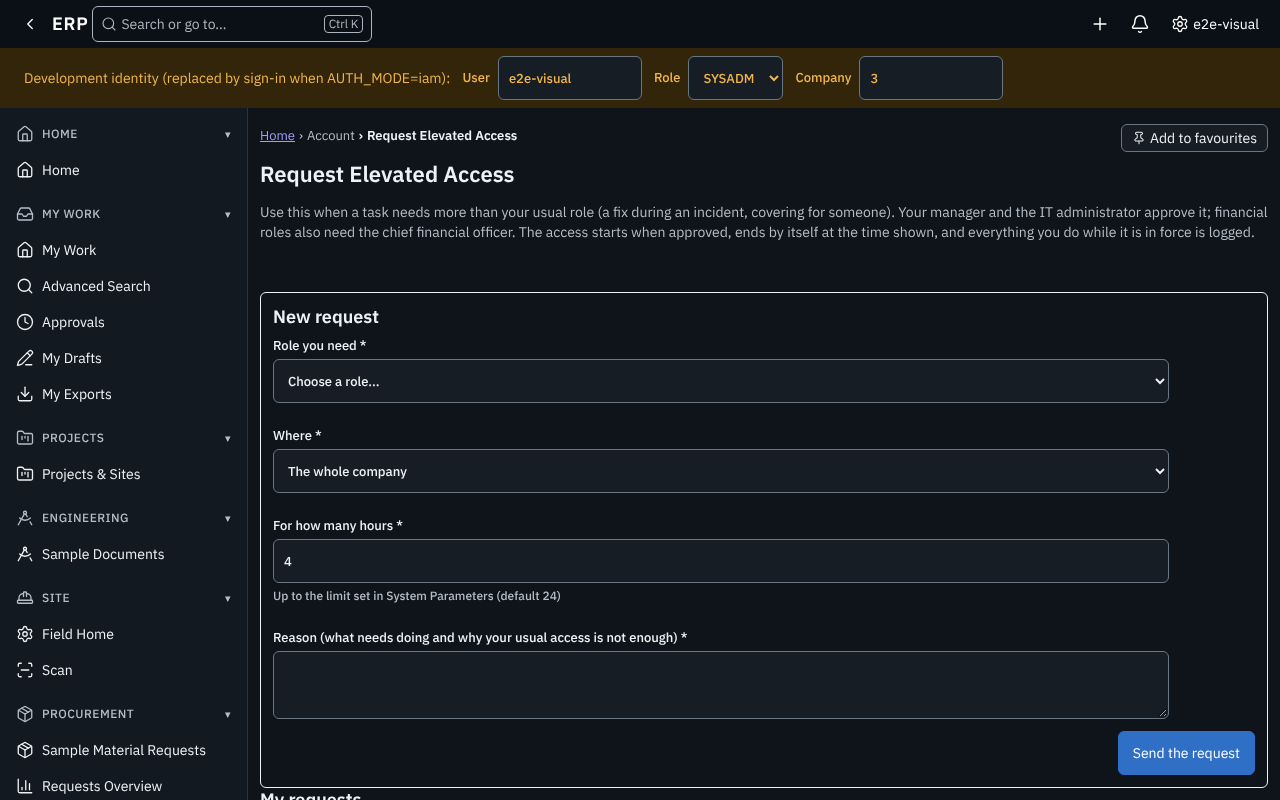 ERP
Search or go to...
Ctrl K
e2e-visual
Development identity (replaced by sign-in when AUTH_MODE=iam):
User
e2e-visual
Role
SYSADM
Company
3
HOME
Home
MY WORK
My Work
Advanced Search
Approvals
My Drafts
My Exports
PROJECTS
Projects & Sites
ENGINEERING
Sample Documents
SITE
Field Home
Scan
PROCUREMENT
Sample Material Requests
Requests Overview
Home › Account › Request Elevated Access
Add to favourites
Request Elevated Access
Use this when a task needs more than your usual role (a fix during an incident, covering for someone). Your manager and the IT administrator approve it; financial
roles also need the chief financial officer. The access starts when approved, ends by itself at the time shown, and everything you do while it is in force is logged.
New request
Role you need *
Choose a role...
Where *
The whole company
For how many hours *
4
Up to the limit set in System Parameters (default 24)
Reason (what needs doing and why your usual access is not enough) *
Send the request
My requests